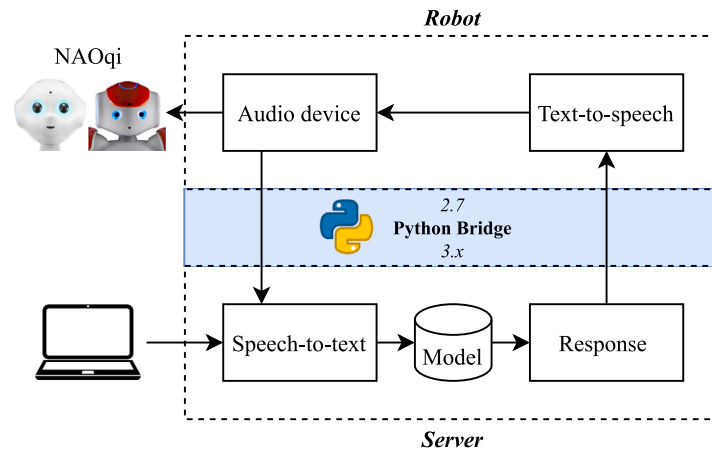 Robot
NAOqi
Audio device
Text-to-speech
2.7
Python Bridge
3.x
Speech-to-text
Model
Response
Server